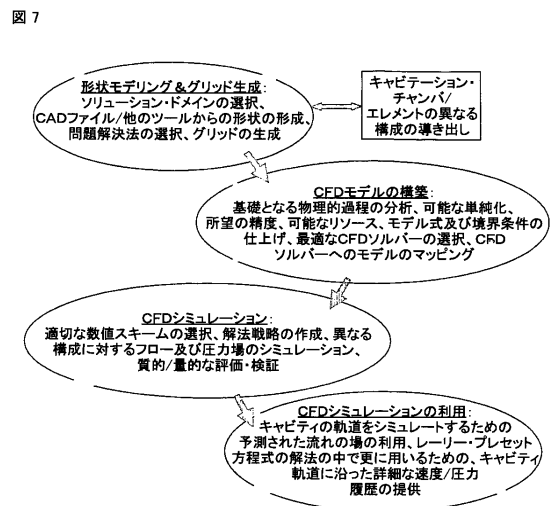 図 7
形状モデリング＆グリッド生成:
ソリューション・ドメインの選択、
CADファイル/他のツールからの形状の形成、
問題解決法の選択、グリッドの生成
キャビテーション・
チャンバ/
エレメントの異なる
構成の導き出し
CFDモデルの構築:
基礎となる物理的過程の分析、可能な単純化、
所望の精度、可能なリソース、モデル式及び境界条件の
仕上げ、最適なCFDソルバーの選択、CFD
ソルバーへのモデルのマッピング
CFDシミュレーション:
適切な数値スキームの選択、解法戦略の作成、異なる
構成に対するフロー及び圧力場のシミュレーション、
質的/量的な評価・検証
CFDシミュレーションの利用:
キャビティの軌道をシミュレートするための
予測された流れの場の利用、レーリー・プレセット
方程式の解法の中で更に用いるための、キャビティ
軌道に沿った詳細な速度/圧力
履歴の提供